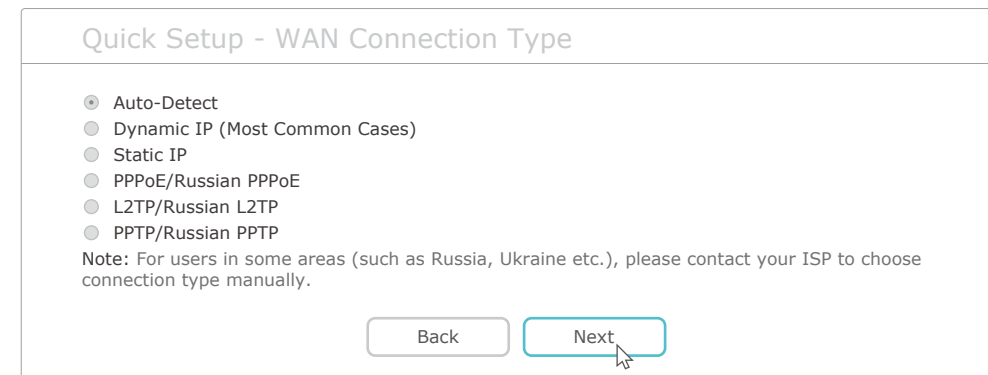 Quick Setup - WAN Connection Type
Auto-Detect
Dynamic IP (Most Common Cases)
Static IP
PPPoE/Russian PPPoE
L2TP/Russian L2TP
PPTP/Russian PPTP
Note: For users in some areas (such as Russia, Ukraine etc.), please contact your ISP to choose
connection type manually.
Back Next